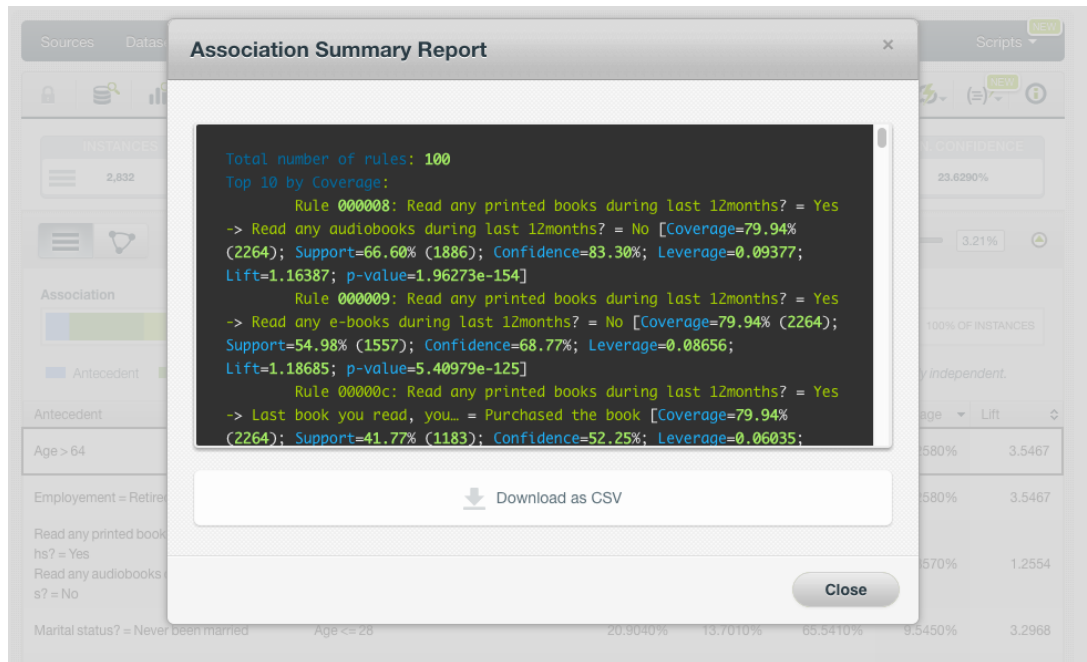 Sources
Datas
Scripts
NEW
Association Summary Report
×
NEW
INSTANCES
2,832
CONFIDENCE
23.6290%
Total number of rules: 100
Top 10 by Coverage:
Rule 000008: Read any printed books during last 12months? = Yes
-> Read any audiobooks during last 12months? = No [Coverage=79.94%
(2264); Support=66.60% (1886); Confidence=83.30%; Leverage=0.09377;
Lift=1.16387; p-value=1.96273e-154]
Rule 000009: Read any printed books during last 12months? = Yes
-> Read any e-books during last 12months? = No [Coverage=79.94% (2264);
Support=54.98% (1557); Confidence=68.77%; Leverage=0.08656;
Lift=1.18685; p-value=5.40979e-125]
Rule 00000c: Read any printed books during last 12months? = Yes
-> Last book you read, you… = Purchased the book [Coverage=79.94%
(2264); Support=41.77% (1183); Confidence=52.25%; Leverage=0.06035;
3.21%
Association
100% OF INSTANCES
Antecedent
y independent.
Antecedent
age
Lift
Age > 64
580%
3.5467
Employement = Retire
580%
3.5467
Read any printed book
hs? = Yes
Read any audiobooks
s? = No
570%
1.2554
Marital status? = Never been married
Age <= 28
20.9040%
13.7010%
65.5410%
9.5450%
3.2968
Download as CSV
Close